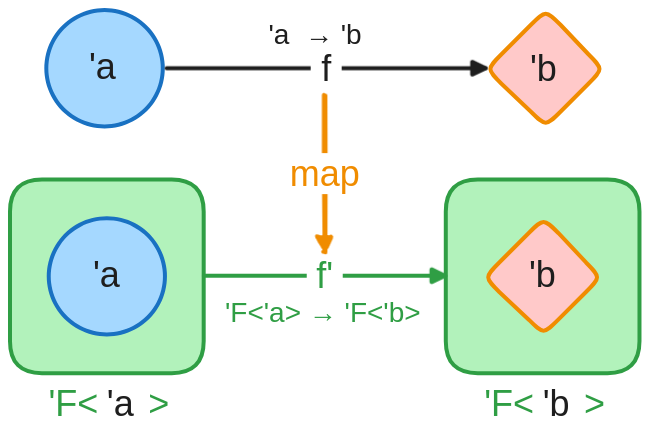 'a → 'b
'a f 'b
map
'a f' 'b
'F<'a> → 'F<'b>
'F< 'a > 'F< 'b >